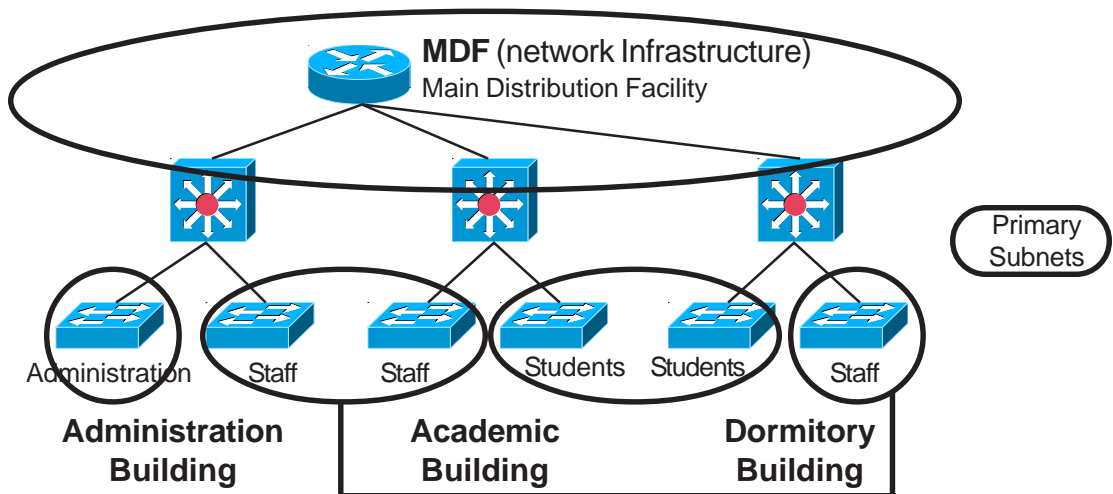 MDF (network Infrastructure)
Main Distribution Facility
Primary
Subnets
Administration
Staff
Staff
Students
Students
Staff
Administration
Building
Academic
Building
Dormitory
Building